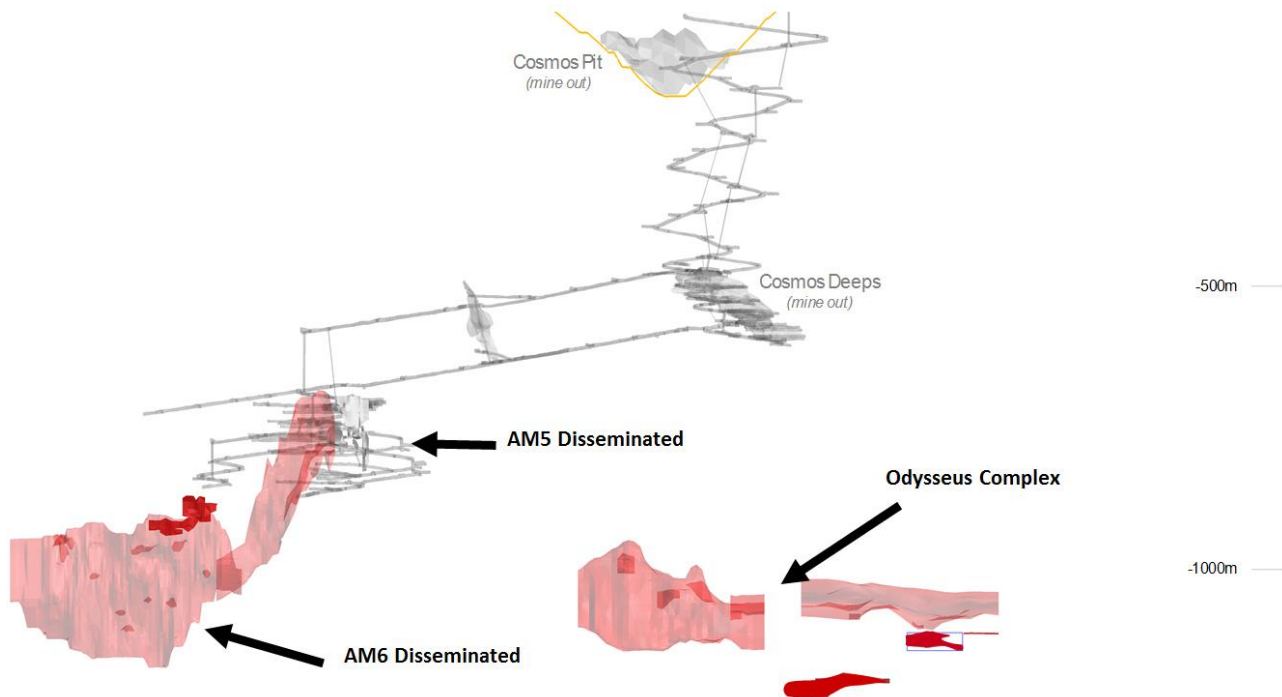 Cosmos Pit
(mine out)
Cosmos Deeps
(mine out)
-500m
AM5 Disseminated
Odysseus Complex
-1000m
AM6 Disseminated